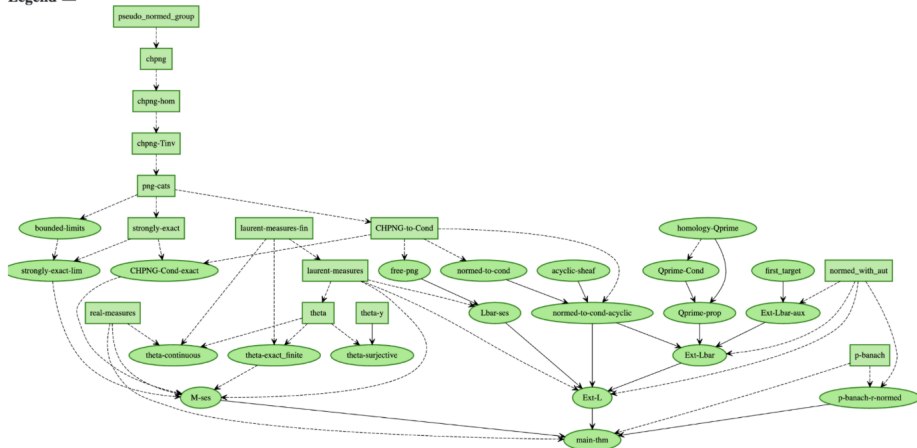 Legend
pseudo_normed_group
chpng
chpng-hom
chpng-Tinv
png-cats
bounded-limits
strongly-exact
laurent-measures-fin
CHPNG-to-Cond
homology-Qprime
strongly-exact-lim
CHPNG-Cond-exact
laurent-measures
free-png
normed-to-cond
acyclic-sheaf
Qprime-Cond
first_target
normed_with_aut
real-measures
theta
theta-y
Lbar-ses
normed-to-cond-acyclic
Qprime-prop
Ext-Lbar-aux
theta-continuous
theta-exact_finite
theta-surjective
Ext-Lbar
p-banach
M-ses
Ext-L
p-banach-r-normed
main-thm